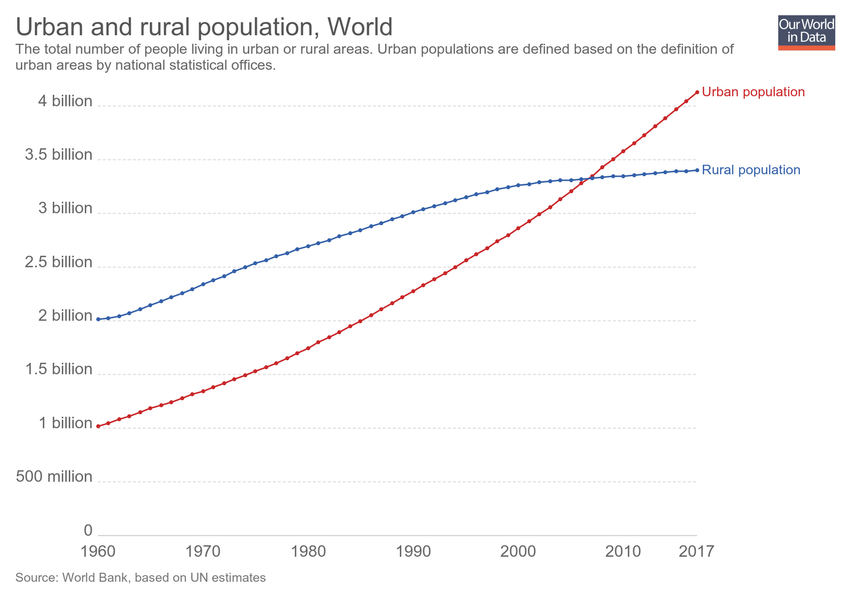 Urban and rural population, World
Our World
in Data
The total number of people living in urban or rural areas. Urban populations are defined based on the definition of
urban areas by national statistical offices.
4 billion
Urban population
3.5 billion
Rural population
3 billion
2.5 billion
2 billion
1.5 billion
1 billion
500 million
0
1960 1970 1980 1990 2000 2010 2017
Source: World Bank, based on UN estimates